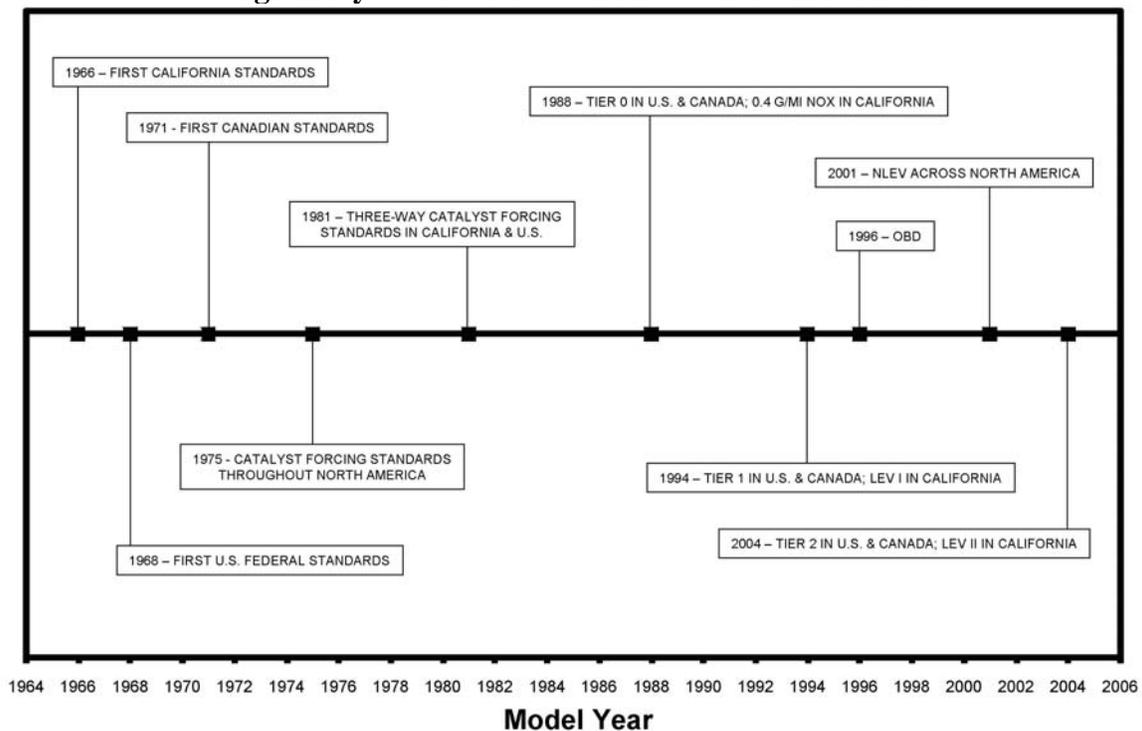 1966 – FIRST CALIFORNIA STANDARDS
1988 – TIER 0 IN U.S. & CANADA; 0.4 G/MI NOX IN CALIFORNIA
1971 - FIRST CANADIAN STANDARDS
2001 – NLEV ACROSS NORTH AMERICA
1981 – THREE-WAY CATALYST FORCING
STANDARDS IN CALIFORNIA & U.S.
1996 – OBD
1975 - CATALYST FORCING STANDARDS
THROUGHOUT NORTH AMERICA
1994 – TIER 1 IN U.S. & CANADA; LEV I IN CALIFORNIA
2004 – TIER 2 IN U.S. & CANADA; LEV II IN CALIFORNIA
1968 – FIRST U.S. FEDERAL STANDARDS
1964 1966 1968 1970 1972 1974 1976 1978 1980 1982 1984 1986 1988 1990 1992 1994 1996 1998 2000 2002 2004 2006
Model Year